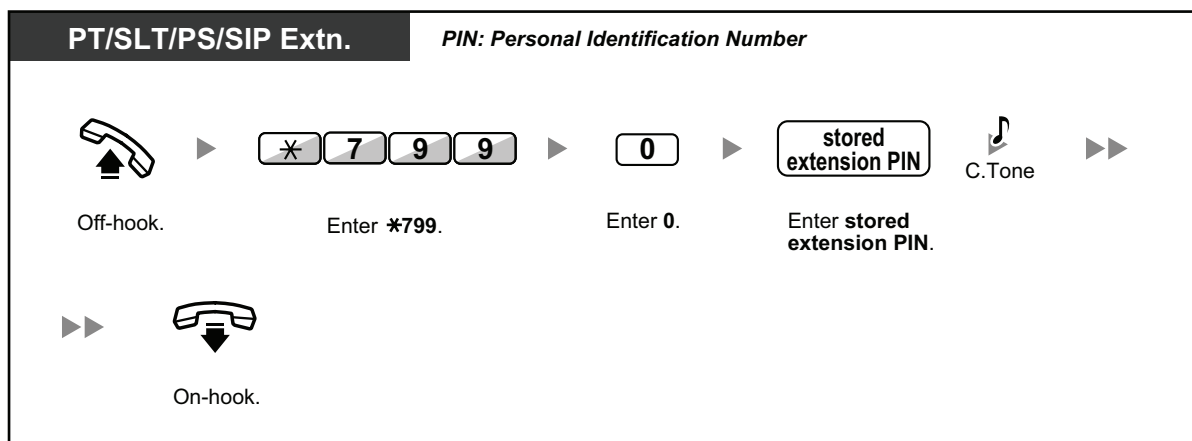 PT/SLT/PS/SIP Extn.
PIN: Personal Identification Number
✳ 7 9 9
0
stored
extension PIN
C.Tone
Off-hook.
Enter ✳799.
Enter 0.
Enter stored
extension PIN.
On-hook.